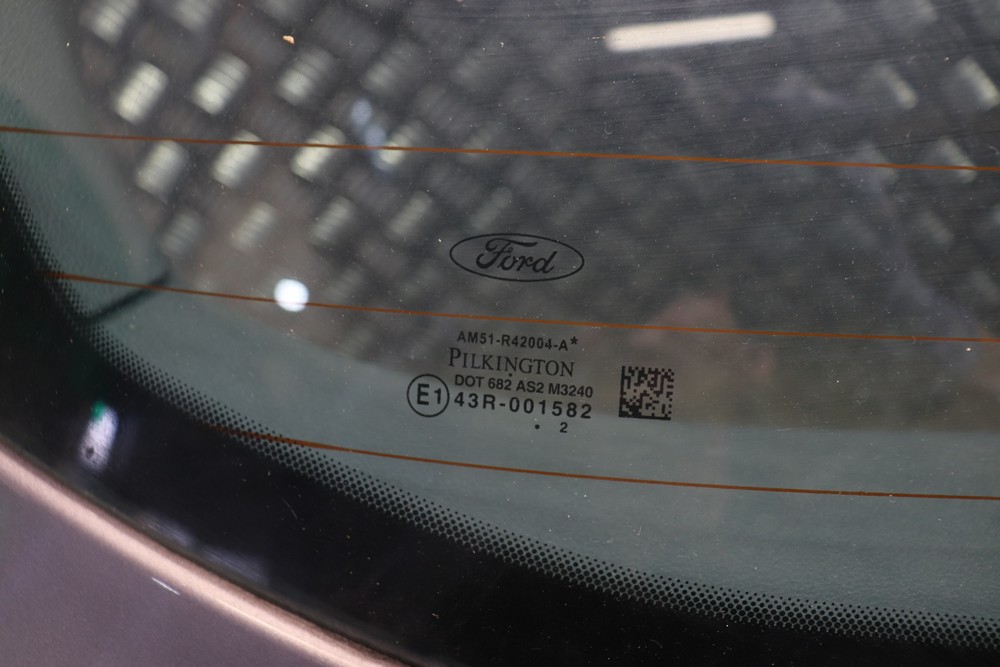 Ford
AM51-R42004-A*
PILKINGTON
DOT 682 AS2 M3240
E1 43R-001582
. 2